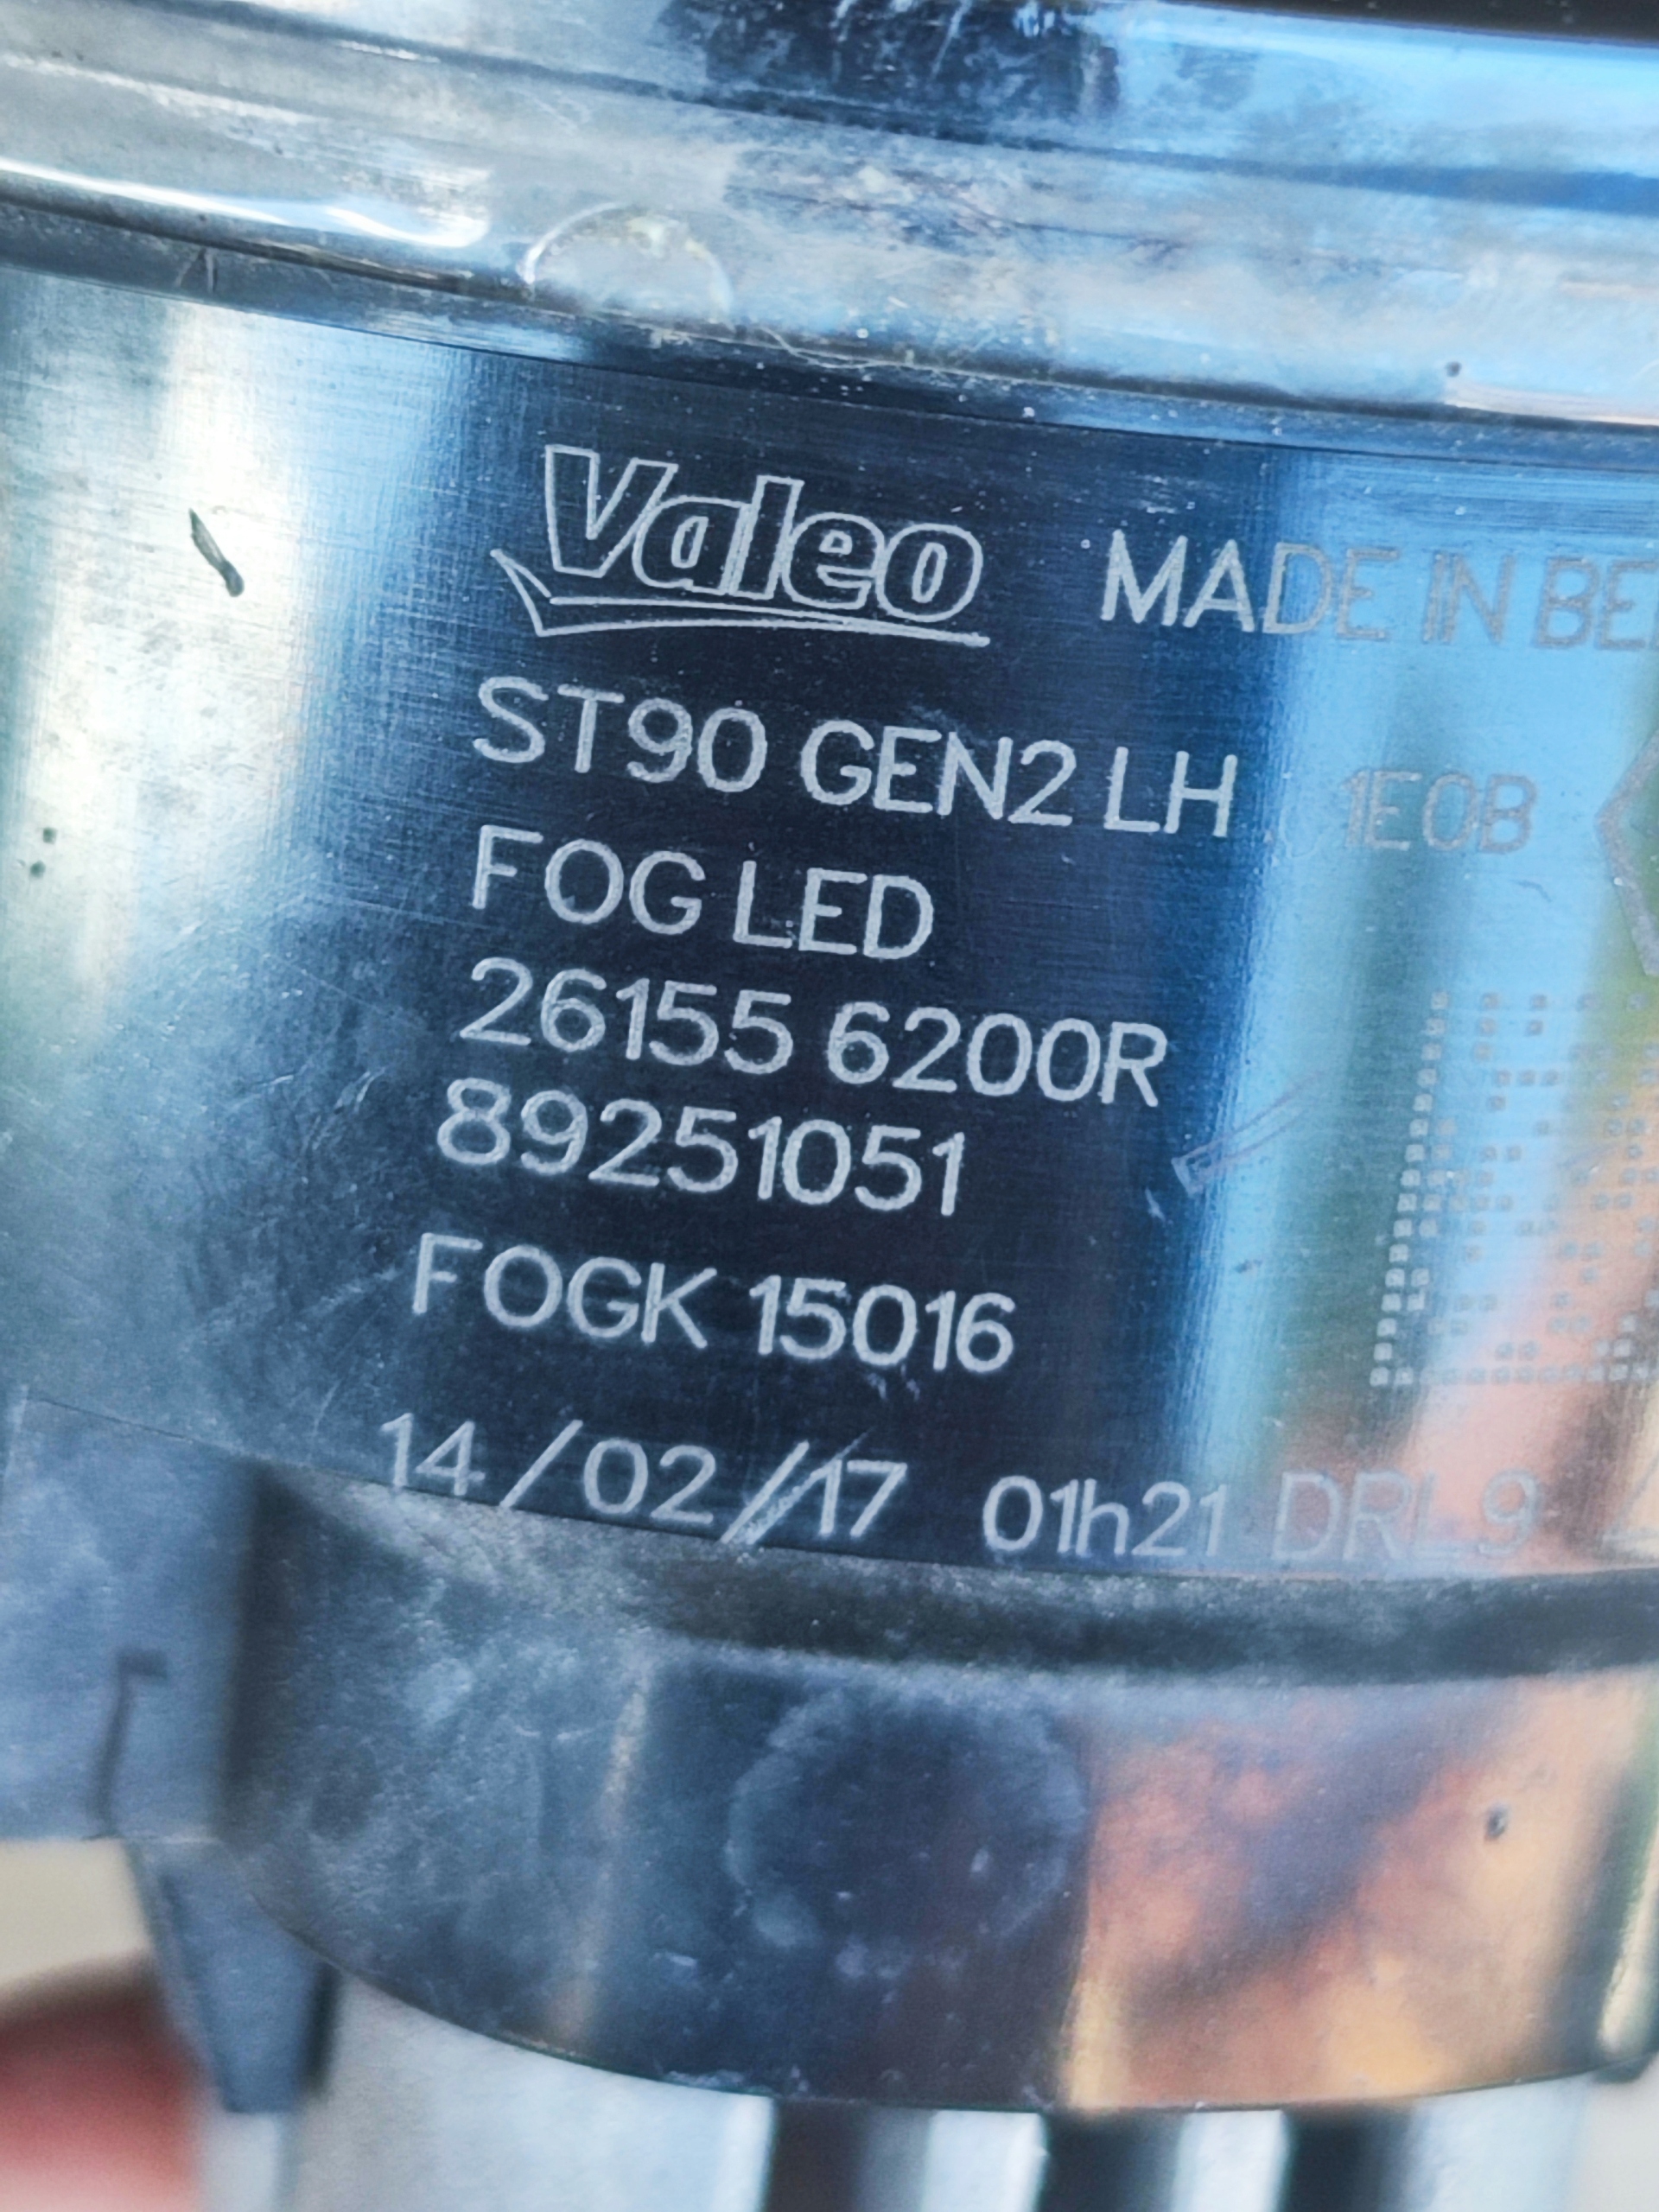 Valeo MADE IN BE
ST90 GEN2 LH 1E0B
FOG LED
26155 6200R
89251051
FOGK 15016
14/02/17 01h21 DRL9